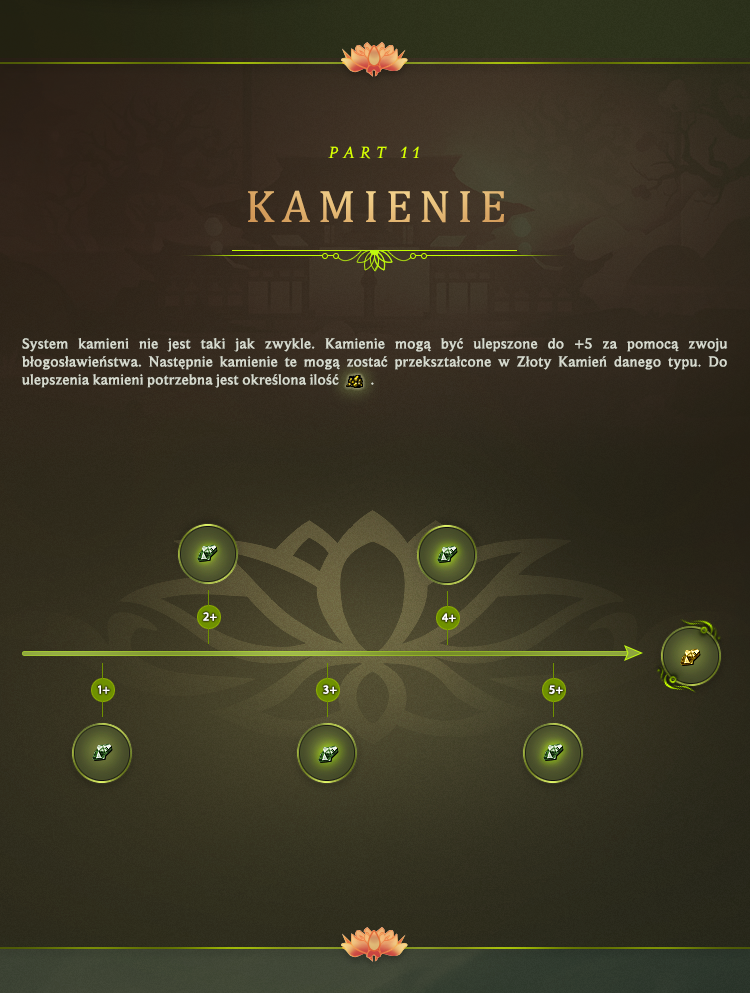 PART 11
KAMIENIE
System kamieni nie jest taki jak zwykle. Kamienie mogą być ulepszone do +5 za pomocą zwoju
błogosławieństwa. Następnie kamienie te mogą zostać przekształcone w Złoty Kamień danego typu. Do
ulepszenia kamieni potrzebna jest określona ilość .
2+
4+
1+
3+
5+